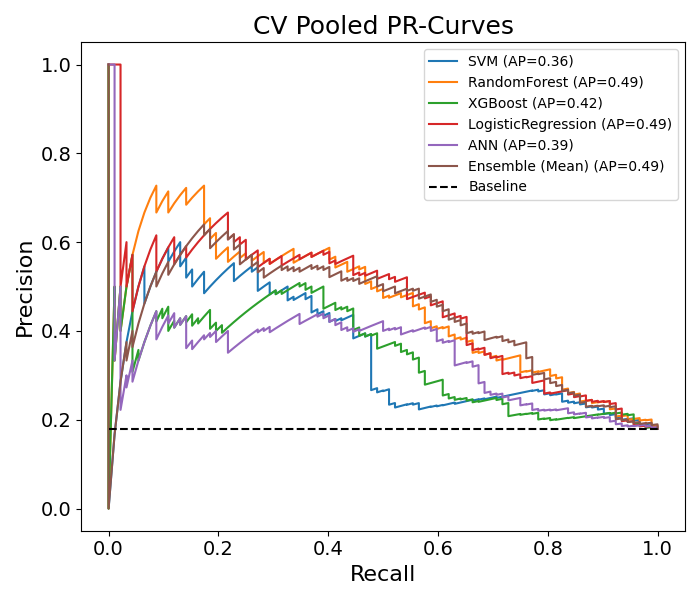 CV Pooled PR-Curves
SVM (AP=0.36)
RandomForest (AP=0.49)
XGBoost (AP=0.42)
LogisticRegression (AP=0.49)
ANN (AP=0.39)
Ensemble (Mean) (AP=0.49)
Baseline
Precision
1.0
0.8
0.6
0.4
0.2
0.0
0.0 0.2 0.4 0.6 0.8 1.0
Recall